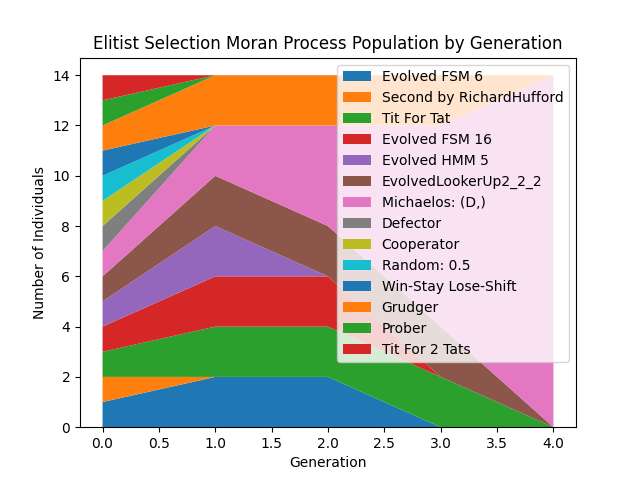 Elitist Selection Moran Process Population by Generation
Number of Individuals
14
12
10
8
6
4
2
0
Evolved FSM 6
Second by RichardHufford
Tit For Tat
Evolved FSM 16
Evolved HMM 5
EvolvedLookerUp2_2_2
Michaelos: (D,)
Defector
Cooperator
Random: 0.5
Win-Stay Lose-Shift
Grudger
Prober
Tit For 2 Tats
0.0 0.5 1.0 1.5 2.0 2.5 3.0 3.5 4.0
Generation